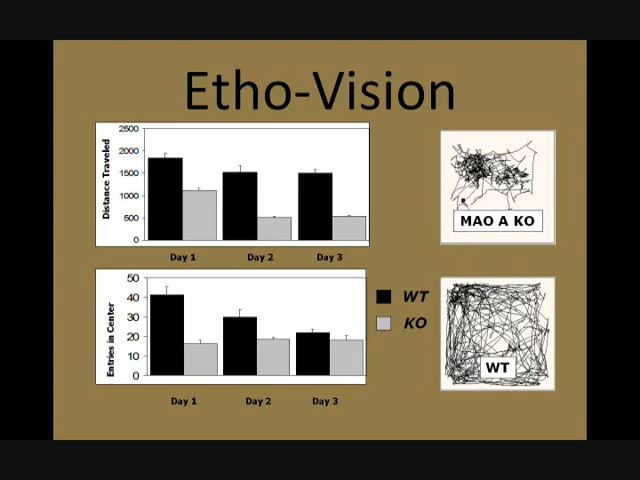 Etho-Vision
Distance Traveled
2500
2000
1500
1000
500
0
Day 1 Day 2 Day 3
Entries in Center
50
40
30
20
10
0
Day 1 Day 2 Day 3
WT
KO
MAO A KO
WT